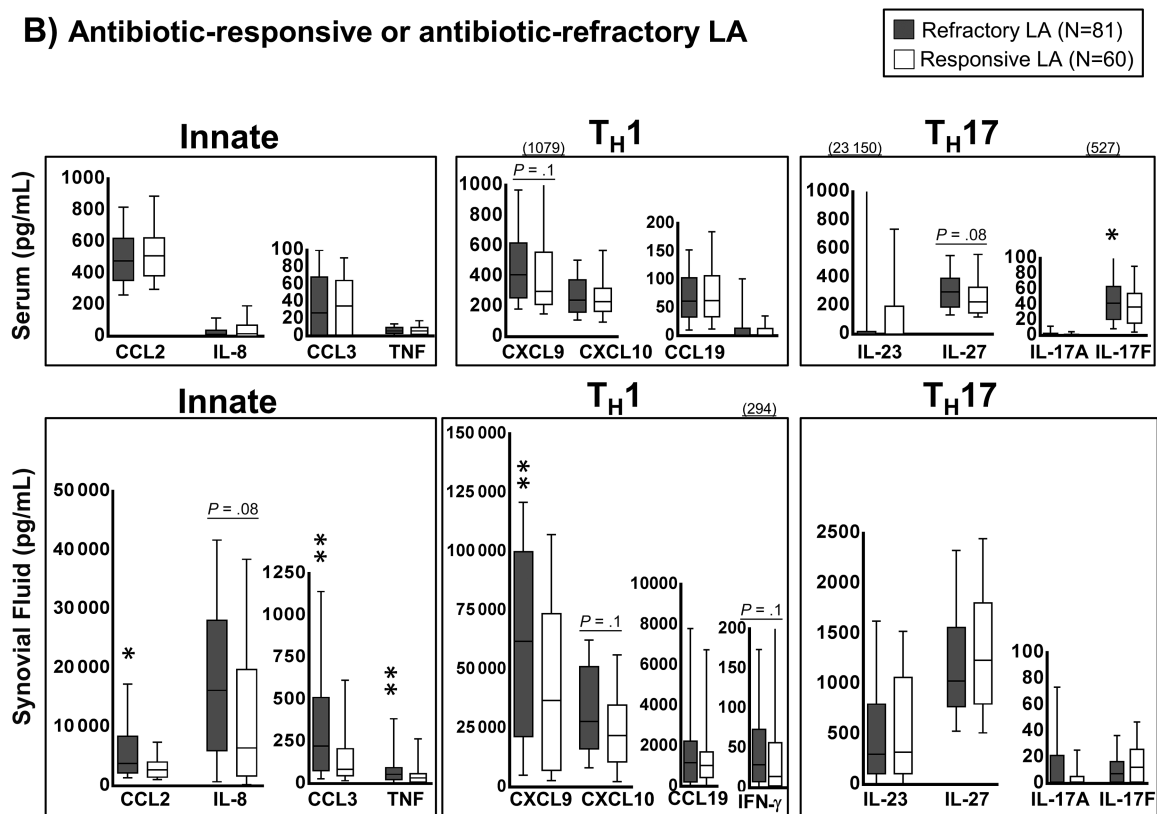 B) Antibiotic-responsive or antibiotic-refractory LA
Refractory LA (N=81)
Responsive LA (N=60)
Innate
TH1
TH17
(1079)
(23 150)
(527)
Serum (pg/mL)
1000
800
600
400
200
0
100
80
60
40
20
0
CCL2
IL-8
CCL3
TNF
P = .1
1000
800
600
400
200
0
200
150
100
50
0
CXCL9
CXCL10
CCL19
1000
800
600
400
200
0
P = .08
*
100
80
60
40
20
0
IL-23
IL-27
IL-17A
IL-17F
Innate
TH1
TH17
(294)
Synovial Fluid (pg/mL)
50 000
40 000
30 000
20 000
10 000
0
*
P = .08
**
1250
1000
750
500
250
0
**
CCL2
IL-8
CCL3
TNF
150 000
125 000
100 000
75 000
50 000
25 000
0
**
P = .1
10000
8000
6000
4000
2000
0
P = .1
200
150
100
50
0
CXCL9
CXCL10
CCL19
IFN-γ
2500
2000
1500
1000
500
0
100
80
60
40
20
0
IL-23
IL-27
IL-17A
IL-17F